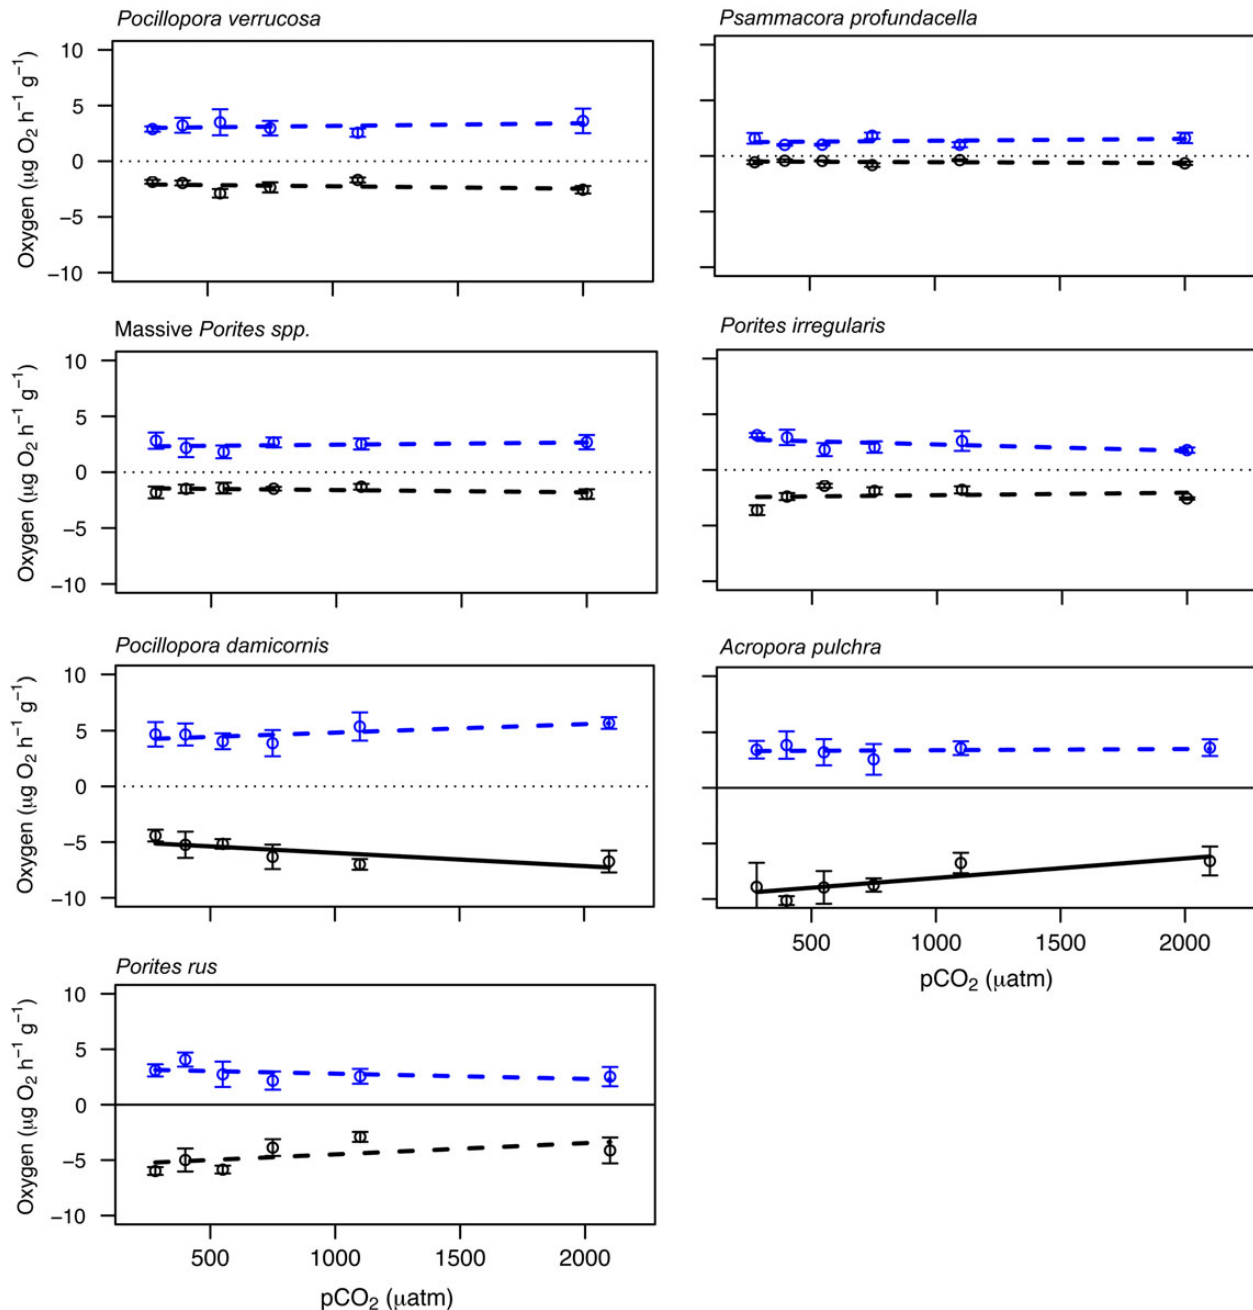 Pocillopora verrucosa
Psammacora profundacella
10
5
0
−5
−10
Oxygen (µg O₂ h⁻¹ g⁻¹)
Massive Porites spp.
Porites irregularis
10
5
0
−5
−10
Oxygen (µg O₂ h⁻¹ g⁻¹)
Pocillopora damicornis
Acropora pulchra
10
5
0
−5
−10
Oxygen (µg O₂ h⁻¹ g⁻¹)
500 1000 1500 2000
pCO₂ (µatm)
Porites rus
10
5
0
−5
−10
Oxygen (µg O₂ h⁻¹ g⁻¹)
500 1000 1500 2000
pCO₂ (µatm)